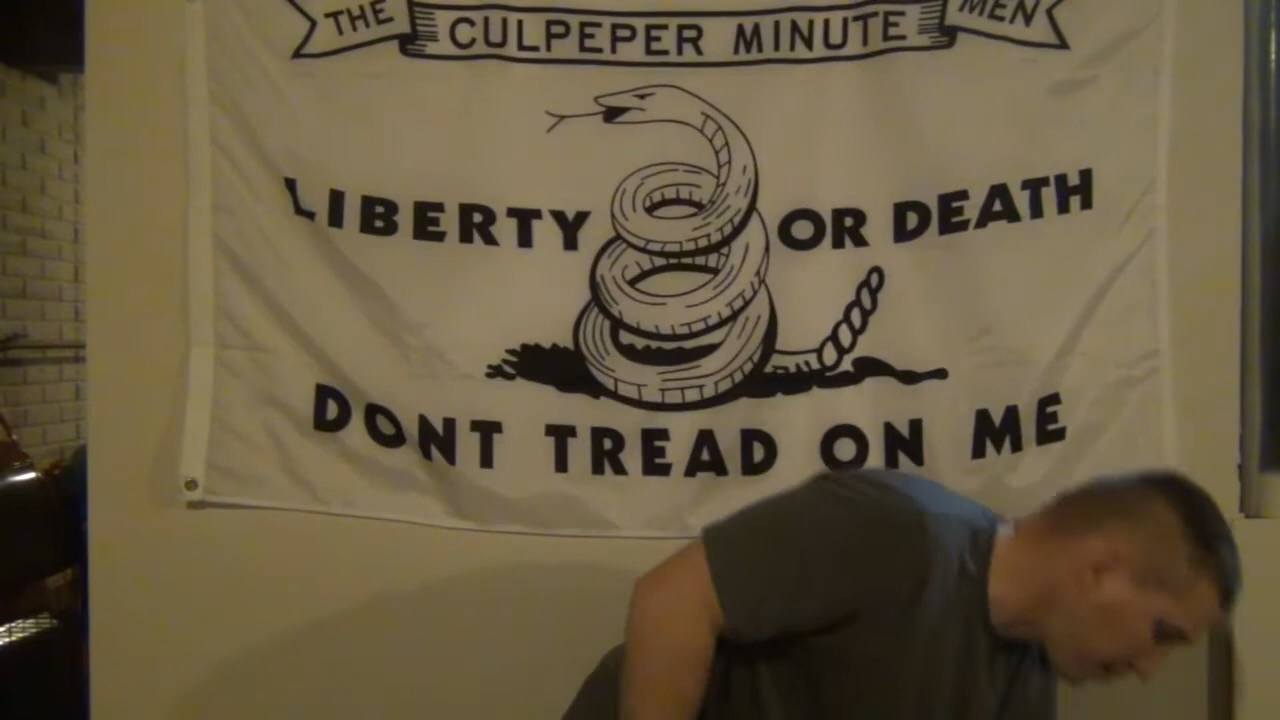 THE CULPEPER MINUTE MEN
LIBERTY OR DEATH
DONT TREAD ON ME